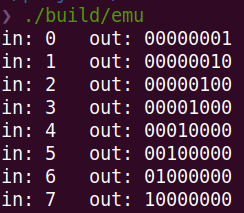 ❯ ./build/emu
in: 0   out: 00000001
in: 1   out: 00000010
in: 2   out: 00000100
in: 3   out: 00001000
in: 4   out: 00010000
in: 5   out: 00100000
in: 6   out: 01000000
in: 7   out: 10000000